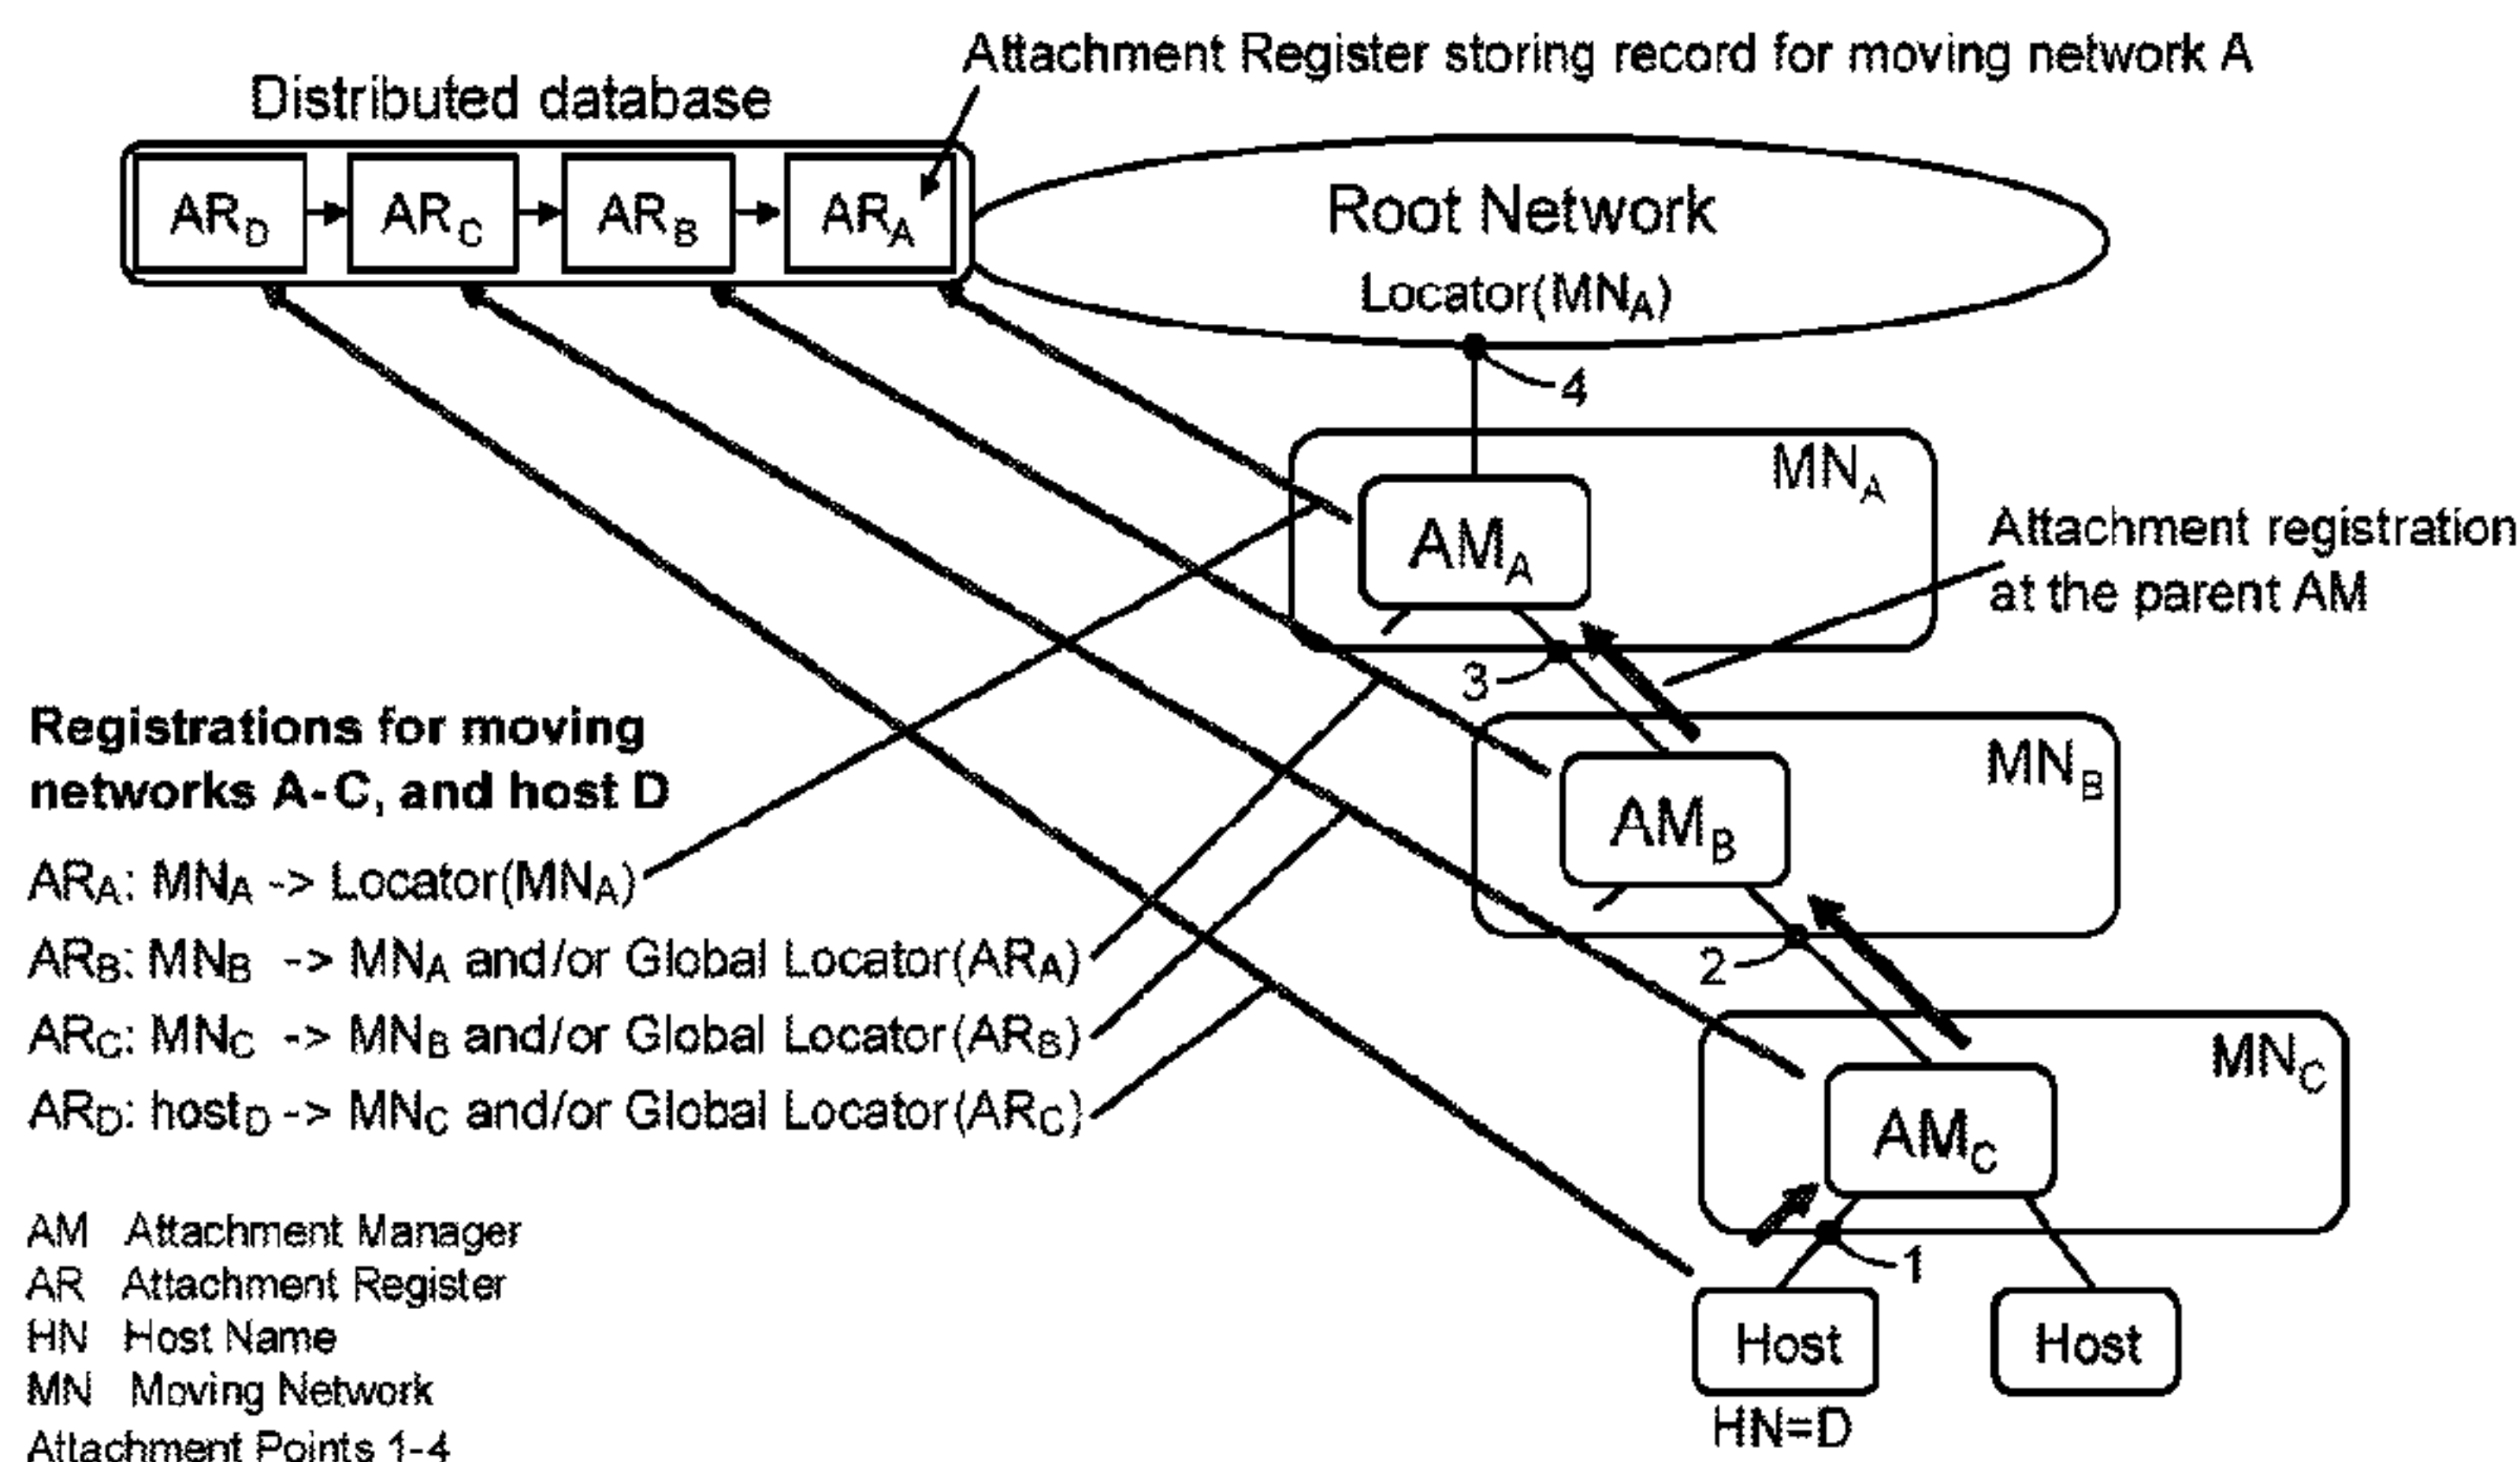 Attachment Register storing record for moving network A
Distributed database
ARD
ARC
ARB
ARA
Root Network
Locator(MNA)
4
MNA
AMA
Attachment registration
at the parent AM
3
Registrations for moving
networks A-C, and host D
MNB
AMB
ARA: MNA -> Locator(MNA)
ARB: MNB -> MNA and/or Global Locator(ARA)
2
ARC: MNC -> MNB and/or Global Locator(ARB)
MNC
ARD: hostD -> MNC and/or Global Locator(ARC)
AMC
AM Attachment Manager
1
AR Attachment Register
HN Host Name
Host
Host
MN Moving Network
HN=D
Attachment Points 1-4